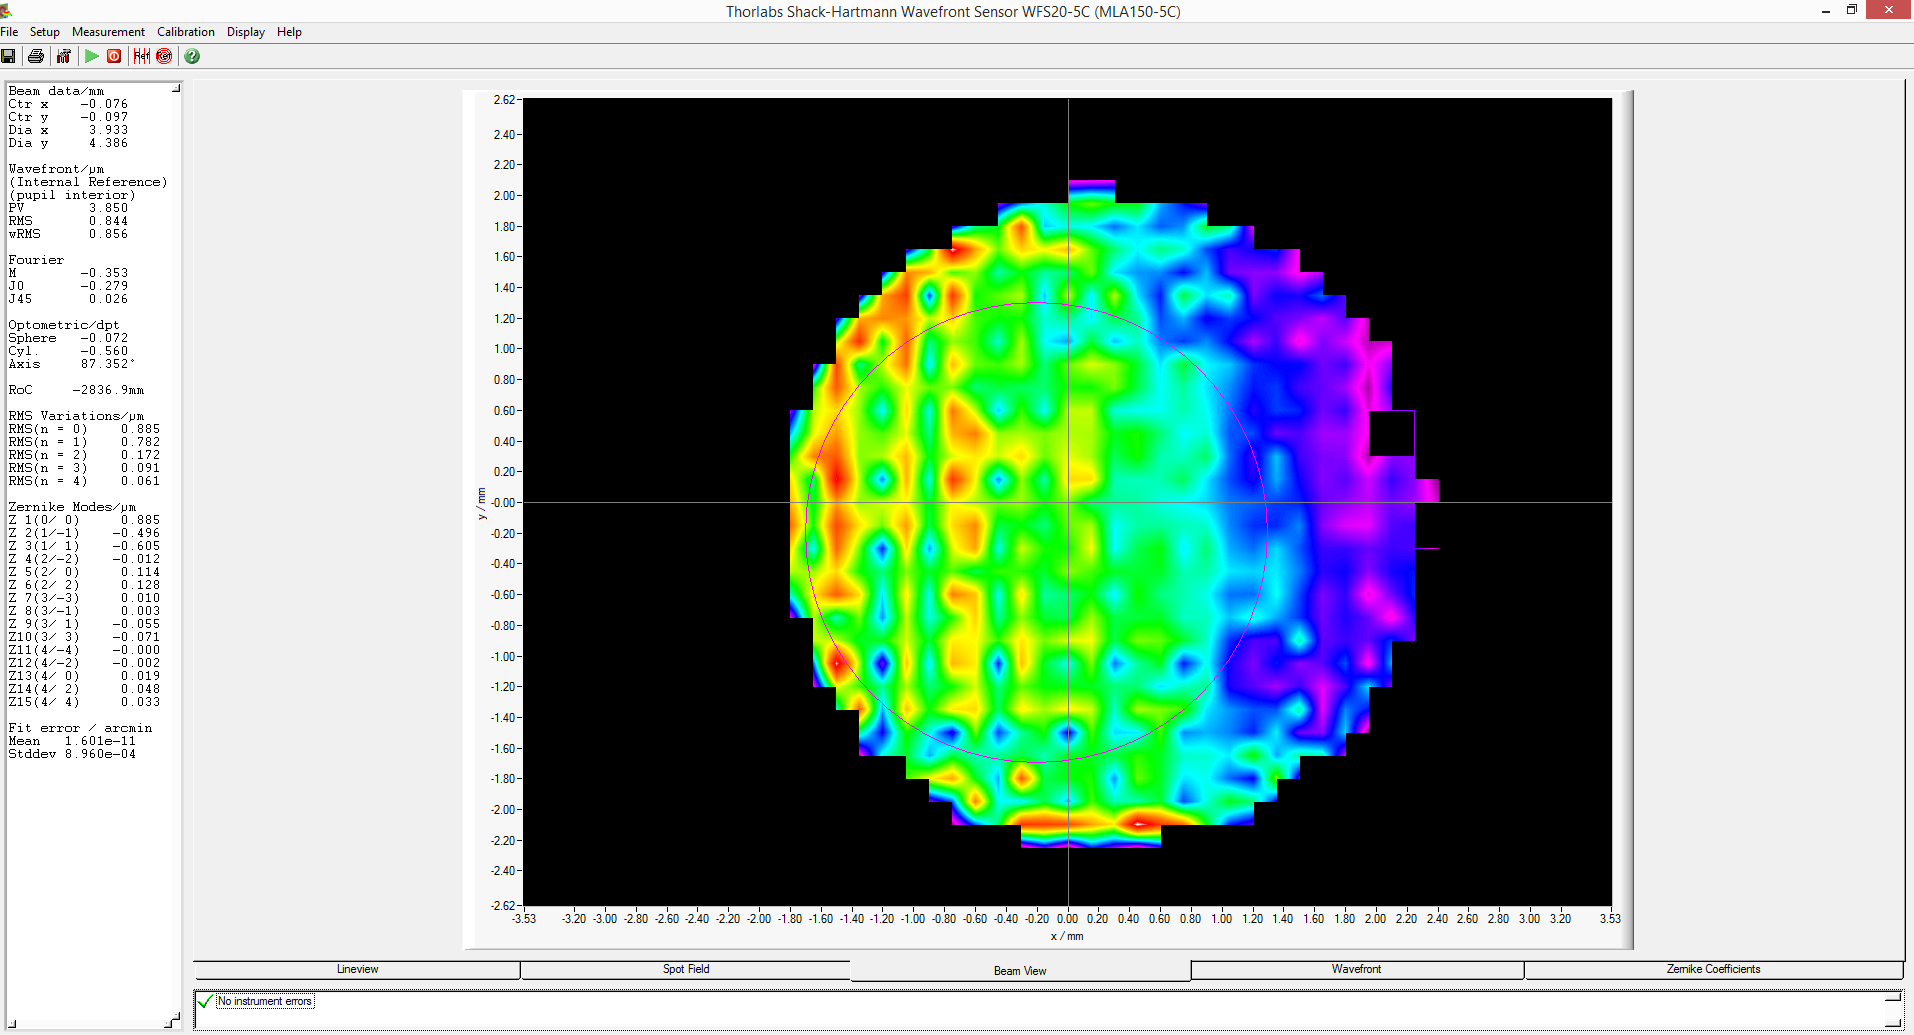 Thorlabs Shack-Hartmann Wavefront Sensor WFS20-5C (MLA150-5C)
File Setup Measurement Calibration Display Help
Ref Ref
Beam data/mm
Ctr x -0.076
Ctr y -0.097
Dia x 3.933
Dia y 4.386
Wavefront/µm
(Internal Reference)
(pupil interior)
PV 3.850
RMS 0.844
wRMS 0.856
Fourier
M -0.353
J0 -0.279
J45 0.026
Optometric/dpt
Sphere -0.072
Cyl. -0.560
Axis 87.352°
RoC -2836.9mm
RMS Variations/µm
RMS(n = 0) 0.885
RMS(n = 1) 0.782
RMS(n = 2) 0.172
RMS(n = 3) 0.091
RMS(n = 4) 0.061
Zernike Modes/µm
Z 1(0/ 0) 0.885
Z 2(1/-1) -0.496
Z 3(1/ 1) -0.605
Z 4(2/-2) -0.012
Z 5(2/ 0) 0.114
Z 6(2/ 2) 0.128
Z 7(3/-3) 0.010
Z 8(3/-1) 0.003
Z 9(3/ 1) -0.055
Z10(3/ 3) -0.071
Z11(4/-4) -0.000
Z12(4/-2) -0.002
Z13(4/ 0) 0.019
Z14(4/ 2) 0.048
Z15(4/ 4) 0.033
Fit error / arcmin
Mean 1.601e-11
Stddev 8.960e-04
2.62
2.40
2.20
2.00
1.80
1.60
1.40
1.20
1.00
0.80
0.60
0.40
0.20
-0.00
-0.20
-0.40
-0.60
-0.80
-1.00
-1.20
-1.40
-1.60
-1.80
-2.00
-2.20
-2.40
-2.62
y / mm
-3.53 -3.20 -3.00 -2.80 -2.60 -2.40 -2.20 -2.00 -1.80 -1.60 -1.40 -1.20 -1.00 -0.80 -0.60 -0.40 -0.20 0.00 0.20 0.40 0.60 0.80 1.00 1.20 1.40 1.60 1.80 2.00 2.20 2.40 2.60 2.80 3.00 3.20 3.53
x / mm
Lineview Spot Field Beam View Wavefront Zernike Coefficients
No instrument errors